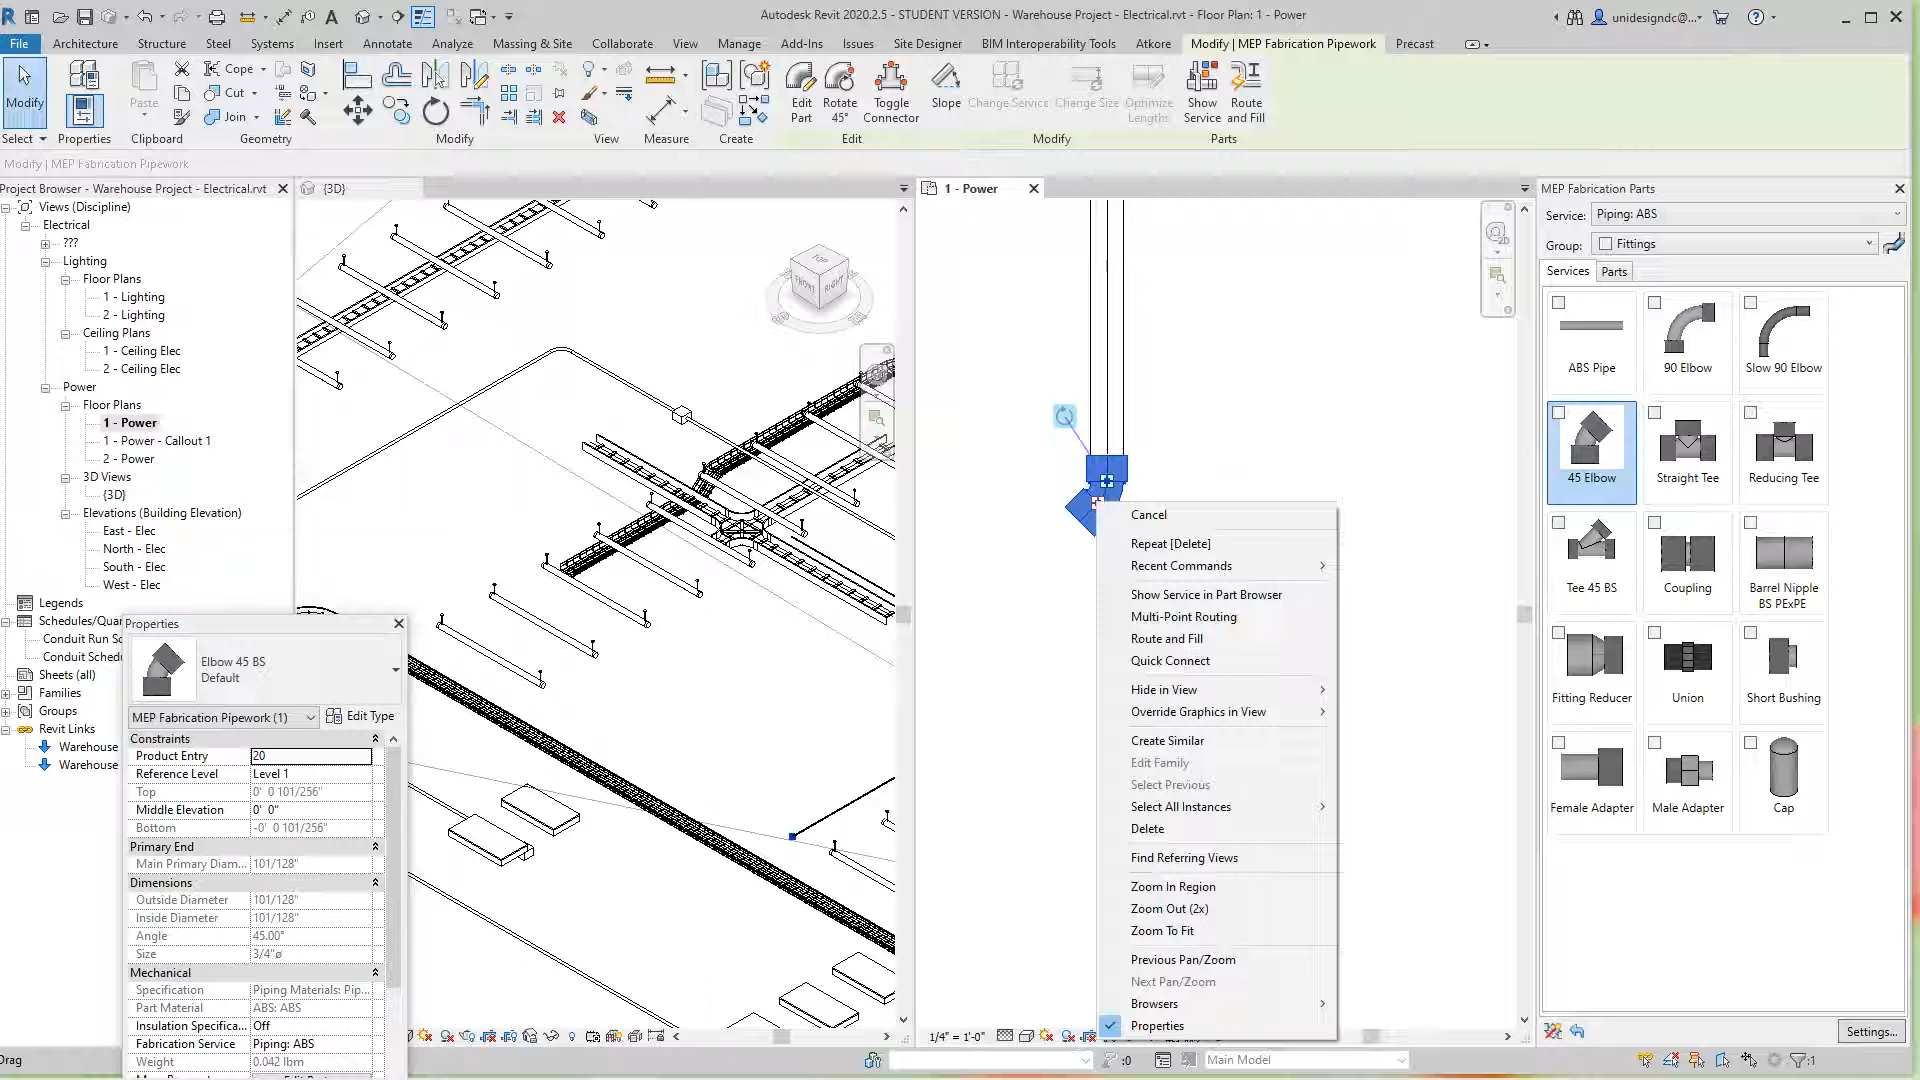 Autodesk Revit 2020.2.5 - STUDENT VERSION - Warehouse Project - Electrical.rvt - Floor Plan: 1 - Power
unidesigndc@...
File Architecture Structure Steel Systems Insert Annotate Analyze Massing & Site Collaborate View Manage Add-Ins Issues Site Designer BIM Interoperability Tools Atkore Modify | MEP Fabrication Pipework Precast
Modify
Paste
Cope
Cut
Join
Edit Part
Rotate 45°
Toggle Connector
Slope
Change Service
Change Size
Optimize Lengths
Show Service
Route and Fill
Select Properties Clipboard Geometry Modify View Measure Create Edit Modify Parts
Modify | MEP Fabrication Pipework
Project Browser - Warehouse Project - Electrical.rvt
Views (Discipline)
Electrical
???
Lighting
Floor Plans
1 - Lighting
2 - Lighting
Ceiling Plans
1 - Ceiling Elec
2 - Ceiling Elec
Power
Floor Plans
1 - Power
1 - Power - Callout 1
2 - Power
3D Views
{3D}
Elevations (Building Elevation)
East - Elec
North - Elec
South - Elec
West - Elec
Legends
Schedules/Quan
Conduit Run Sc
Conduit Schedu
Sheets (all)
Families
Groups
Revit Links
Warehouse
Warehouse
Properties
Elbow 45 BS
Default
MEP Fabrication Pipework (1)
Edit Type
Constraints
Product Entry 20
Reference Level Level 1
Top 0' 0 101/256"
Middle Elevation 0' 0"
Bottom -0' 0 101/256"
Primary End
Main Primary Diam... 101/128"
Dimensions
Outside Diameter 101/128"
Inside Diameter 101/128"
Angle 45.00°
Size 3/4"ø
Mechanical
Specification Piping Materials: Pip...
Part Material ABS: ABS
Insulation Specifica... Off
Fabrication Service Piping: ABS
Weight 0.042 lbm
{3D}
TOP
FRONT
RIGHT
1 - Power
2D
Cancel
Repeat [Delete]
Recent Commands
Show Service in Part Browser
Multi-Point Routing
Route and Fill
Quick Connect
Hide in View
Override Graphics in View
Create Similar
Edit Family
Select Previous
Select All Instances
Delete
Find Referring Views
Zoom In Region
Zoom Out (2x)
Zoom To Fit
Previous Pan/Zoom
Next Pan/Zoom
Browsers
Properties
1/4" = 1'-0"
MEP Fabrication Parts
Service: Piping: ABS
Group: Fittings
Services Parts
ABS Pipe
90 Elbow
Slow 90 Elbow
45 Elbow
Straight Tee
Reducing Tee
Tee 45 BS
Coupling
Barrel Nipple BS PExPE
Fitting Reducer
Union
Short Bushing
Female Adapter
Male Adapter
Cap
Settings...
Drag
:0
Main Model
:1